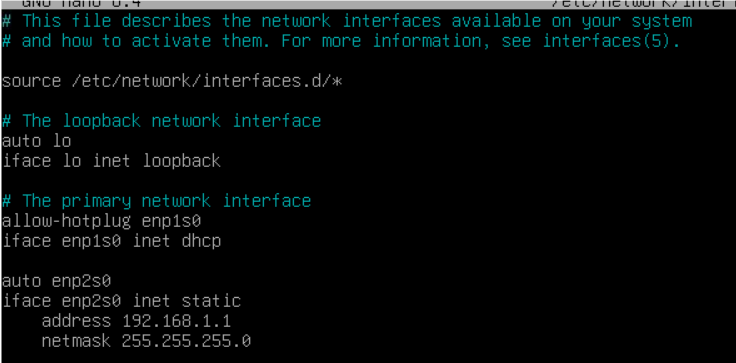 GNU nano 6.4 /etc/network/inter
# This file describes the network interfaces available on your system
# and how to activate them. For more information, see interfaces(5).
source /etc/network/interfaces.d/*
# The loopback network interface
auto lo
iface lo inet loopback
# The primary network interface
allow-hotplug enp1s0
iface enp1s0 inet dhcp
auto enp2s0
iface enp2s0 inet static
address 192.168.1.1
netmask 255.255.255.0